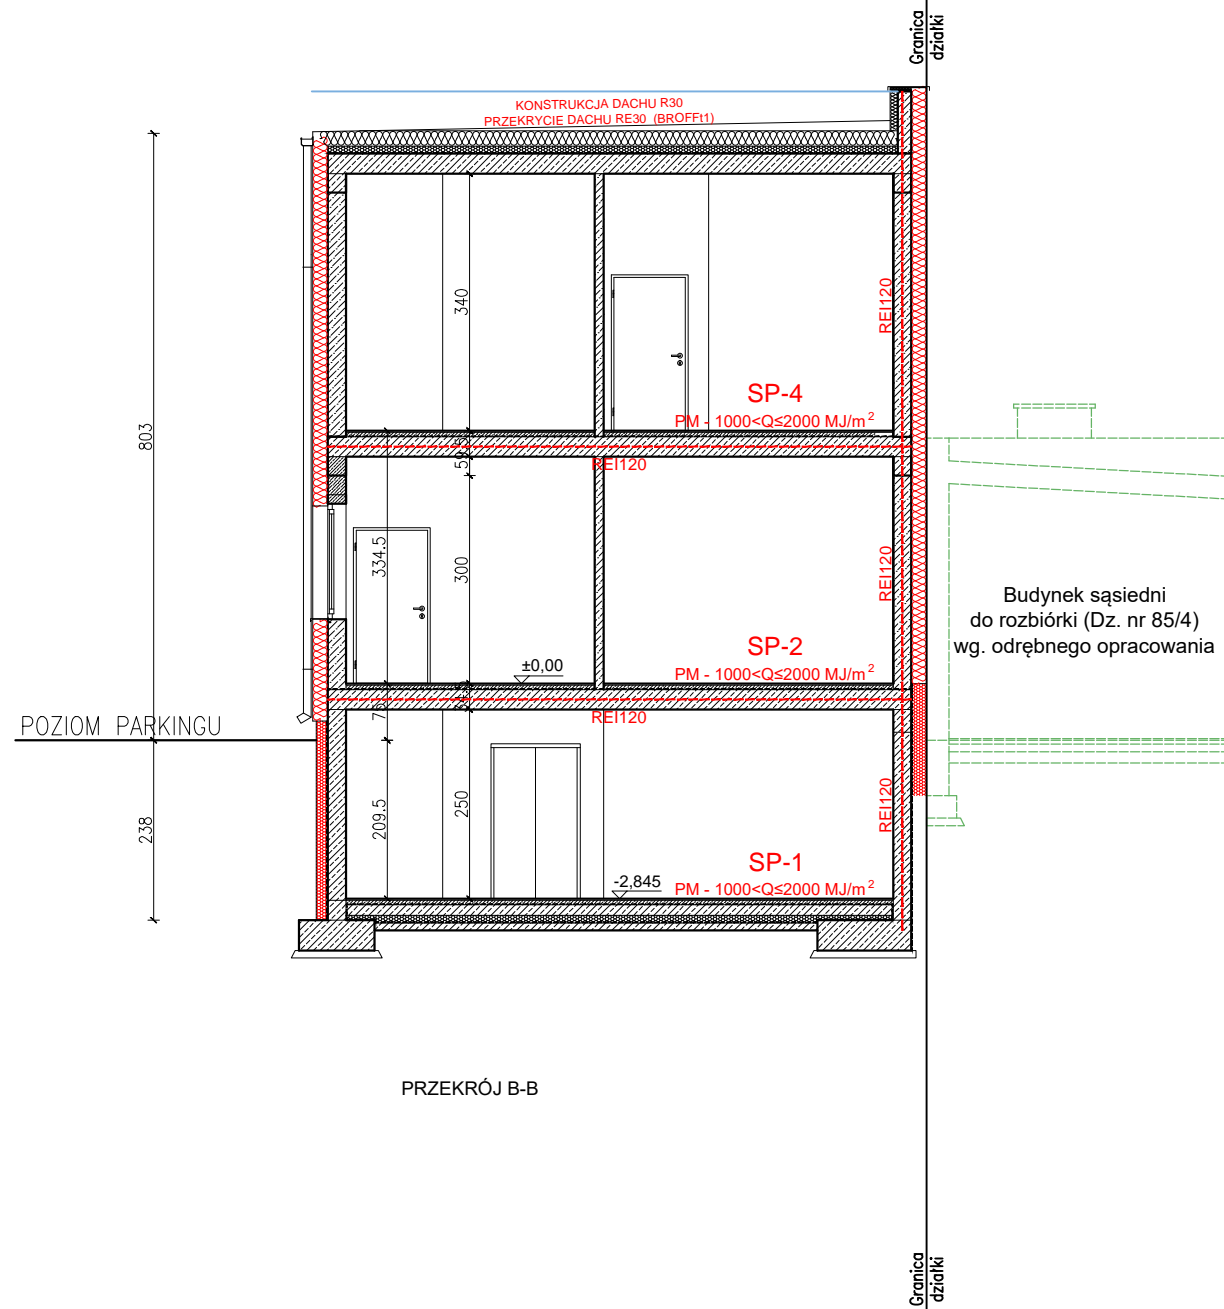 Granica
działki
KONSTRUKCJA DACHU R30
PRZEKRYCIE DACHU RE30 (BROFFt1)
340
REI120
803
SP-4
PM - 1000<Q≤2000 MJ/m²
59.5
REI120
334.5
300
REI120
Budynek sąsiedni
do rozbiórki (Dz. nr 85/4)
wg. odrębnego opracowania
SP-2
±0,00
PM - 1000<Q≤2000 MJ/m²
REI120
POZIOM PARKINGU
238
209.5
250
REI120
SP-1
-2,845
PM - 1000<Q≤2000 MJ/m²
PRZEKRÓJ B-B
Granica
działki